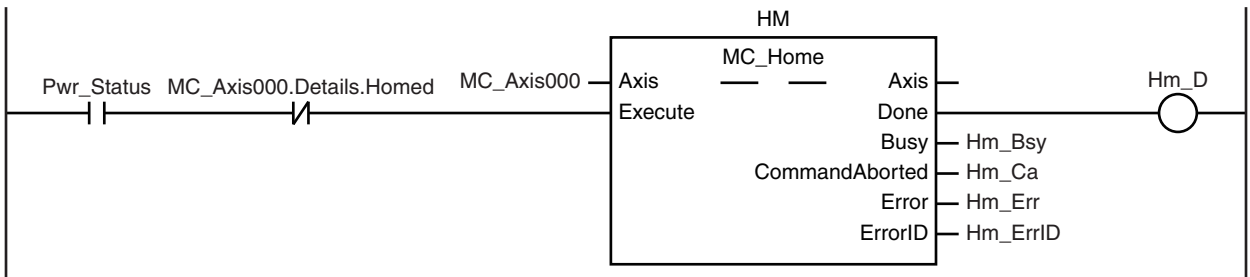 HM
MC_Home
Pwr_Status MC_Axis000.Details.Homed MC_Axis000 Axis Axis Hm_D
Execute Done
Busy Hm_Bsy
CommandAborted Hm_Ca
Error Hm_Err
ErrorID Hm_ErrID